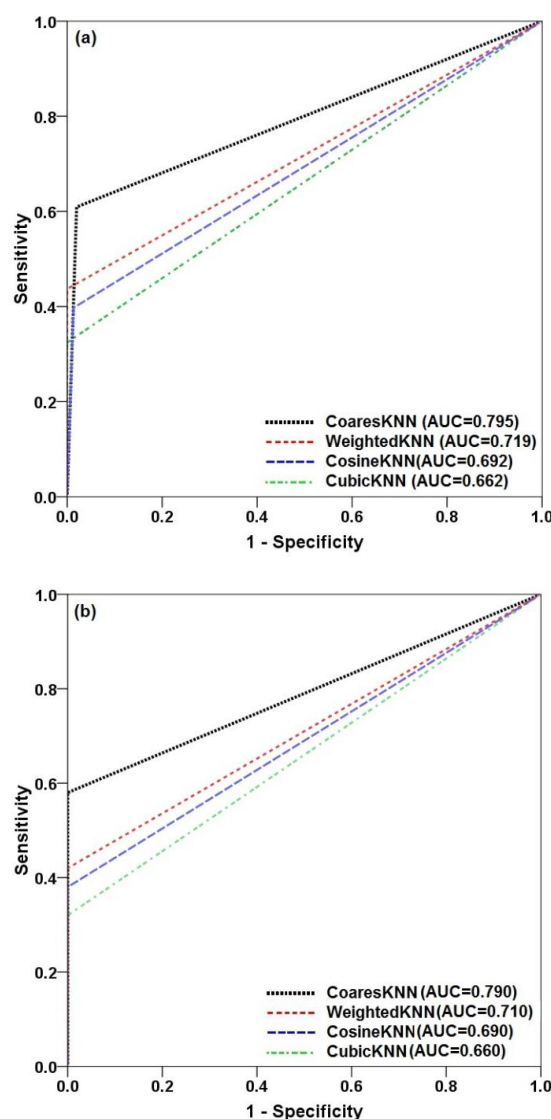 (a)
1.0
0.8
0.6
0.4
0.2
0.0
Sensitivity
CoaresKNN (AUC=0.795)
WeightedKNN (AUC=0.719)
CosineKNN(AUC=0.692)
CubicKNN (AUC=0.662)
0.0 0.2 0.4 0.6 0.8 1.0
1 - Specificity
(b)
1.0
0.8
0.6
0.4
0.2
0.0
Sensitivity
CoaresKNN (AUC=0.790)
WeightedKNN(AUC=0.710)
CosineKNN (AUC=0.690)
CubicKNN (AUC=0.660)
0.0 0.2 0.4 0.6 0.8 1.0
1 - Specificity